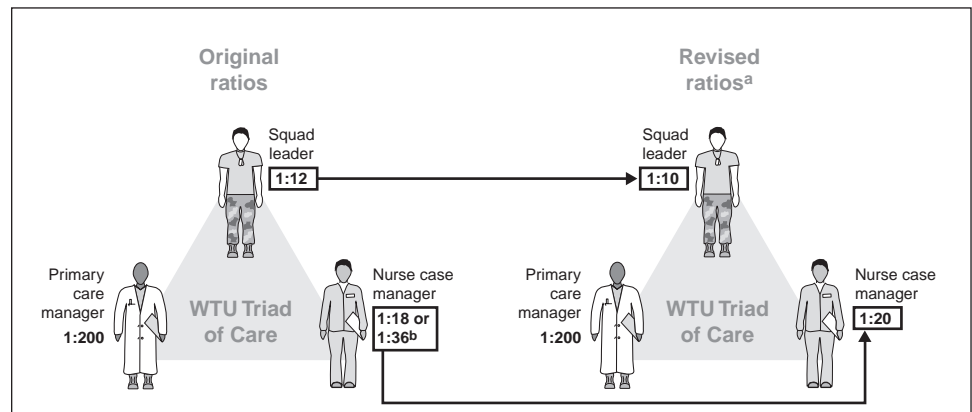 Original
ratios
Squad
leader
1:12
Primary
care
manager
1:200
WTU Triad
of Care
Nurse case
manager
1:18 or
1:36ᵇ
Revised
ratiosᵃ
Squad
leader
1:10
Primary
care
manager
1:200
WTU Triad
of Care
Nurse case
manager
1:20